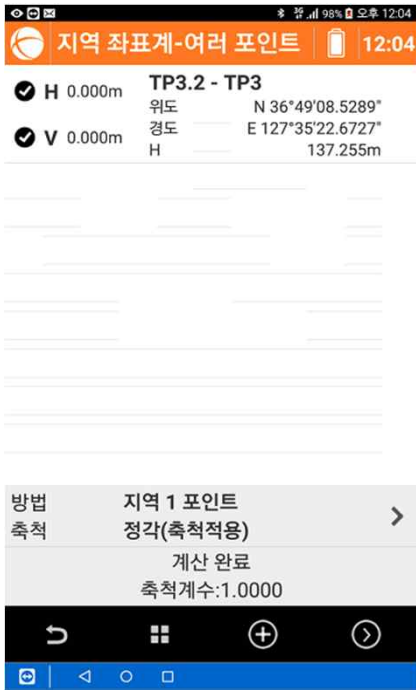 3G 98% 오후 12:04
지역 좌표계-여러 포인트 12:04
H 0.000m
V 0.000m
TP3.2 - TP3
위도 N 36°49'08.5289"
경도 E 127°35'22.6727"
H 137.255m
방법 지역 1 포인트
축척 정각(축척적용)
계산 완료
축척계수:1.0000